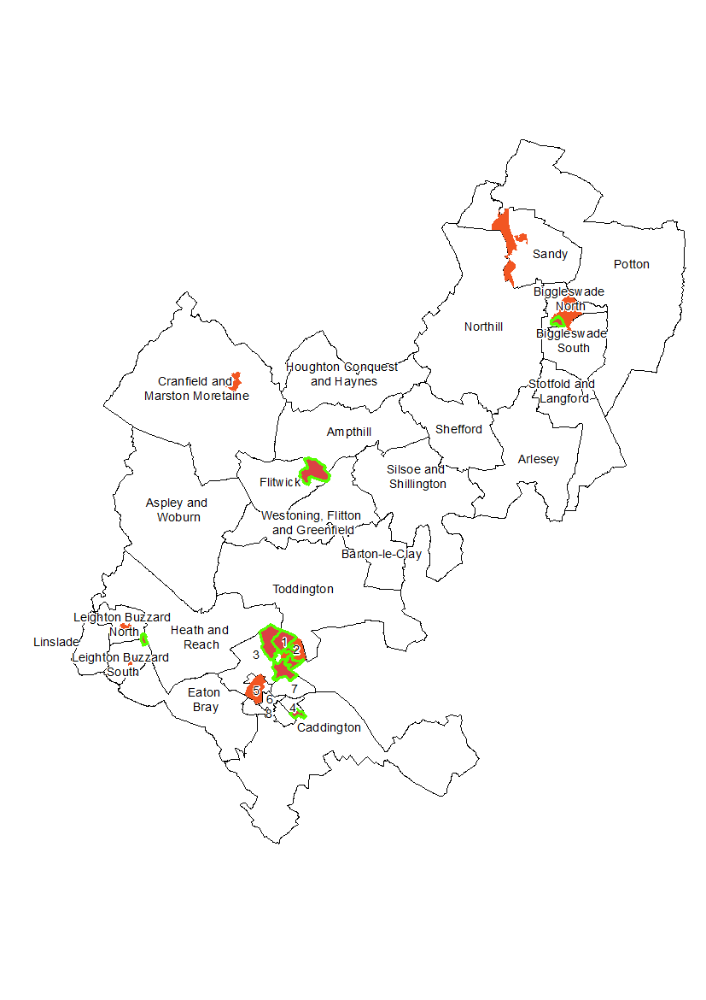 Sandy
Potton
Biggleswade
North
Northill
Biggleswade
South
Houghton Conquest
and Haynes
Cranfield and
Marston Moretaine
Stotfold and
Langford
Ampthill
Shefford
Arlesey
Silsoe and
Shillington
Flitwick
Aspley and
Woburn
Westoning, Flitton
and Greenfield
Barton-le-Clay
Toddington
Leighton Buzzard
North
Heath and
Reach
Linslade
1
2
3
Leighton Buzzard
South
Eaton
Bray
5
7
6
4
8
Caddington